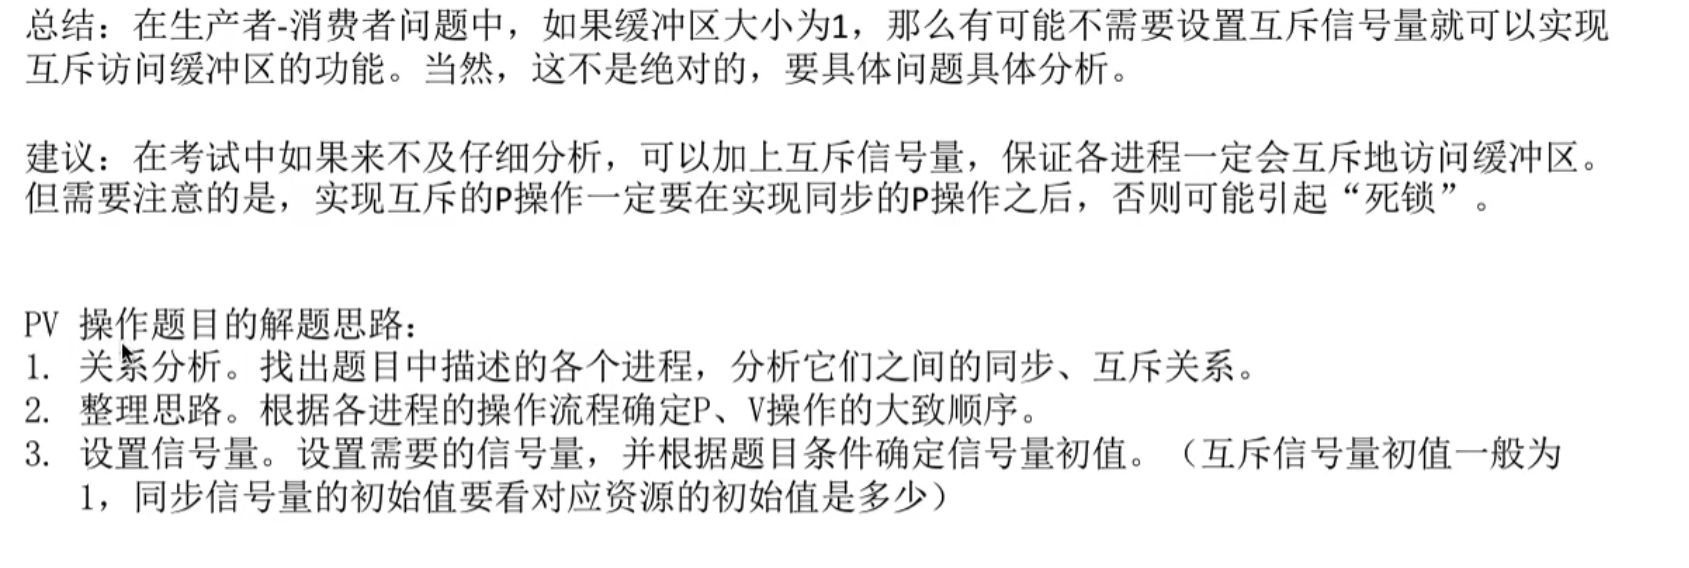 总结：在生产者-消费者问题中，如果缓冲区大小为1，那么有可能不需要设置互斥信号量就可以实现
互斥访问缓冲区的功能。当然，这不是绝对的，要具体问题具体分析。
建议：在考试中如果来不及仔细分析，可以加上互斥信号量，保证各进程一定会互斥地访问缓冲区。
但需要注意的是，实现互斥的P操作一定要在实现同步的P操作之后，否则可能引起“死锁”。
PV 操作题目的解题思路：
1. 关系分析。找出题目中描述的各个进程，分析它们之间的同步、互斥关系。
2. 整理思路。根据各进程的操作流程确定P、V操作的大致顺序。
3. 设置信号量。设置需要的信号量，并根据题目条件确定信号量初值。（互斥信号量初值一般为
1，同步信号量的初始值要看对应资源的初始值是多少）